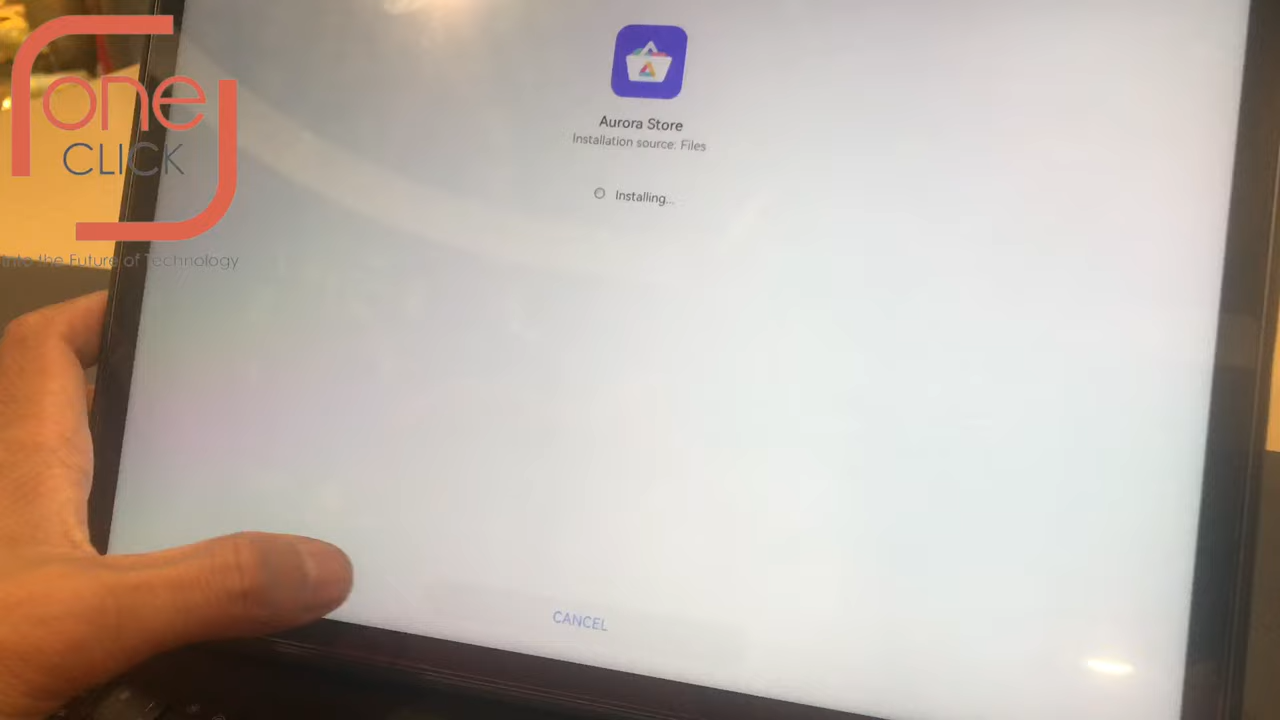 one
CLICK
Into the Future of Technology
Aurora Store
Installation source: Files
Installing...
CANCEL